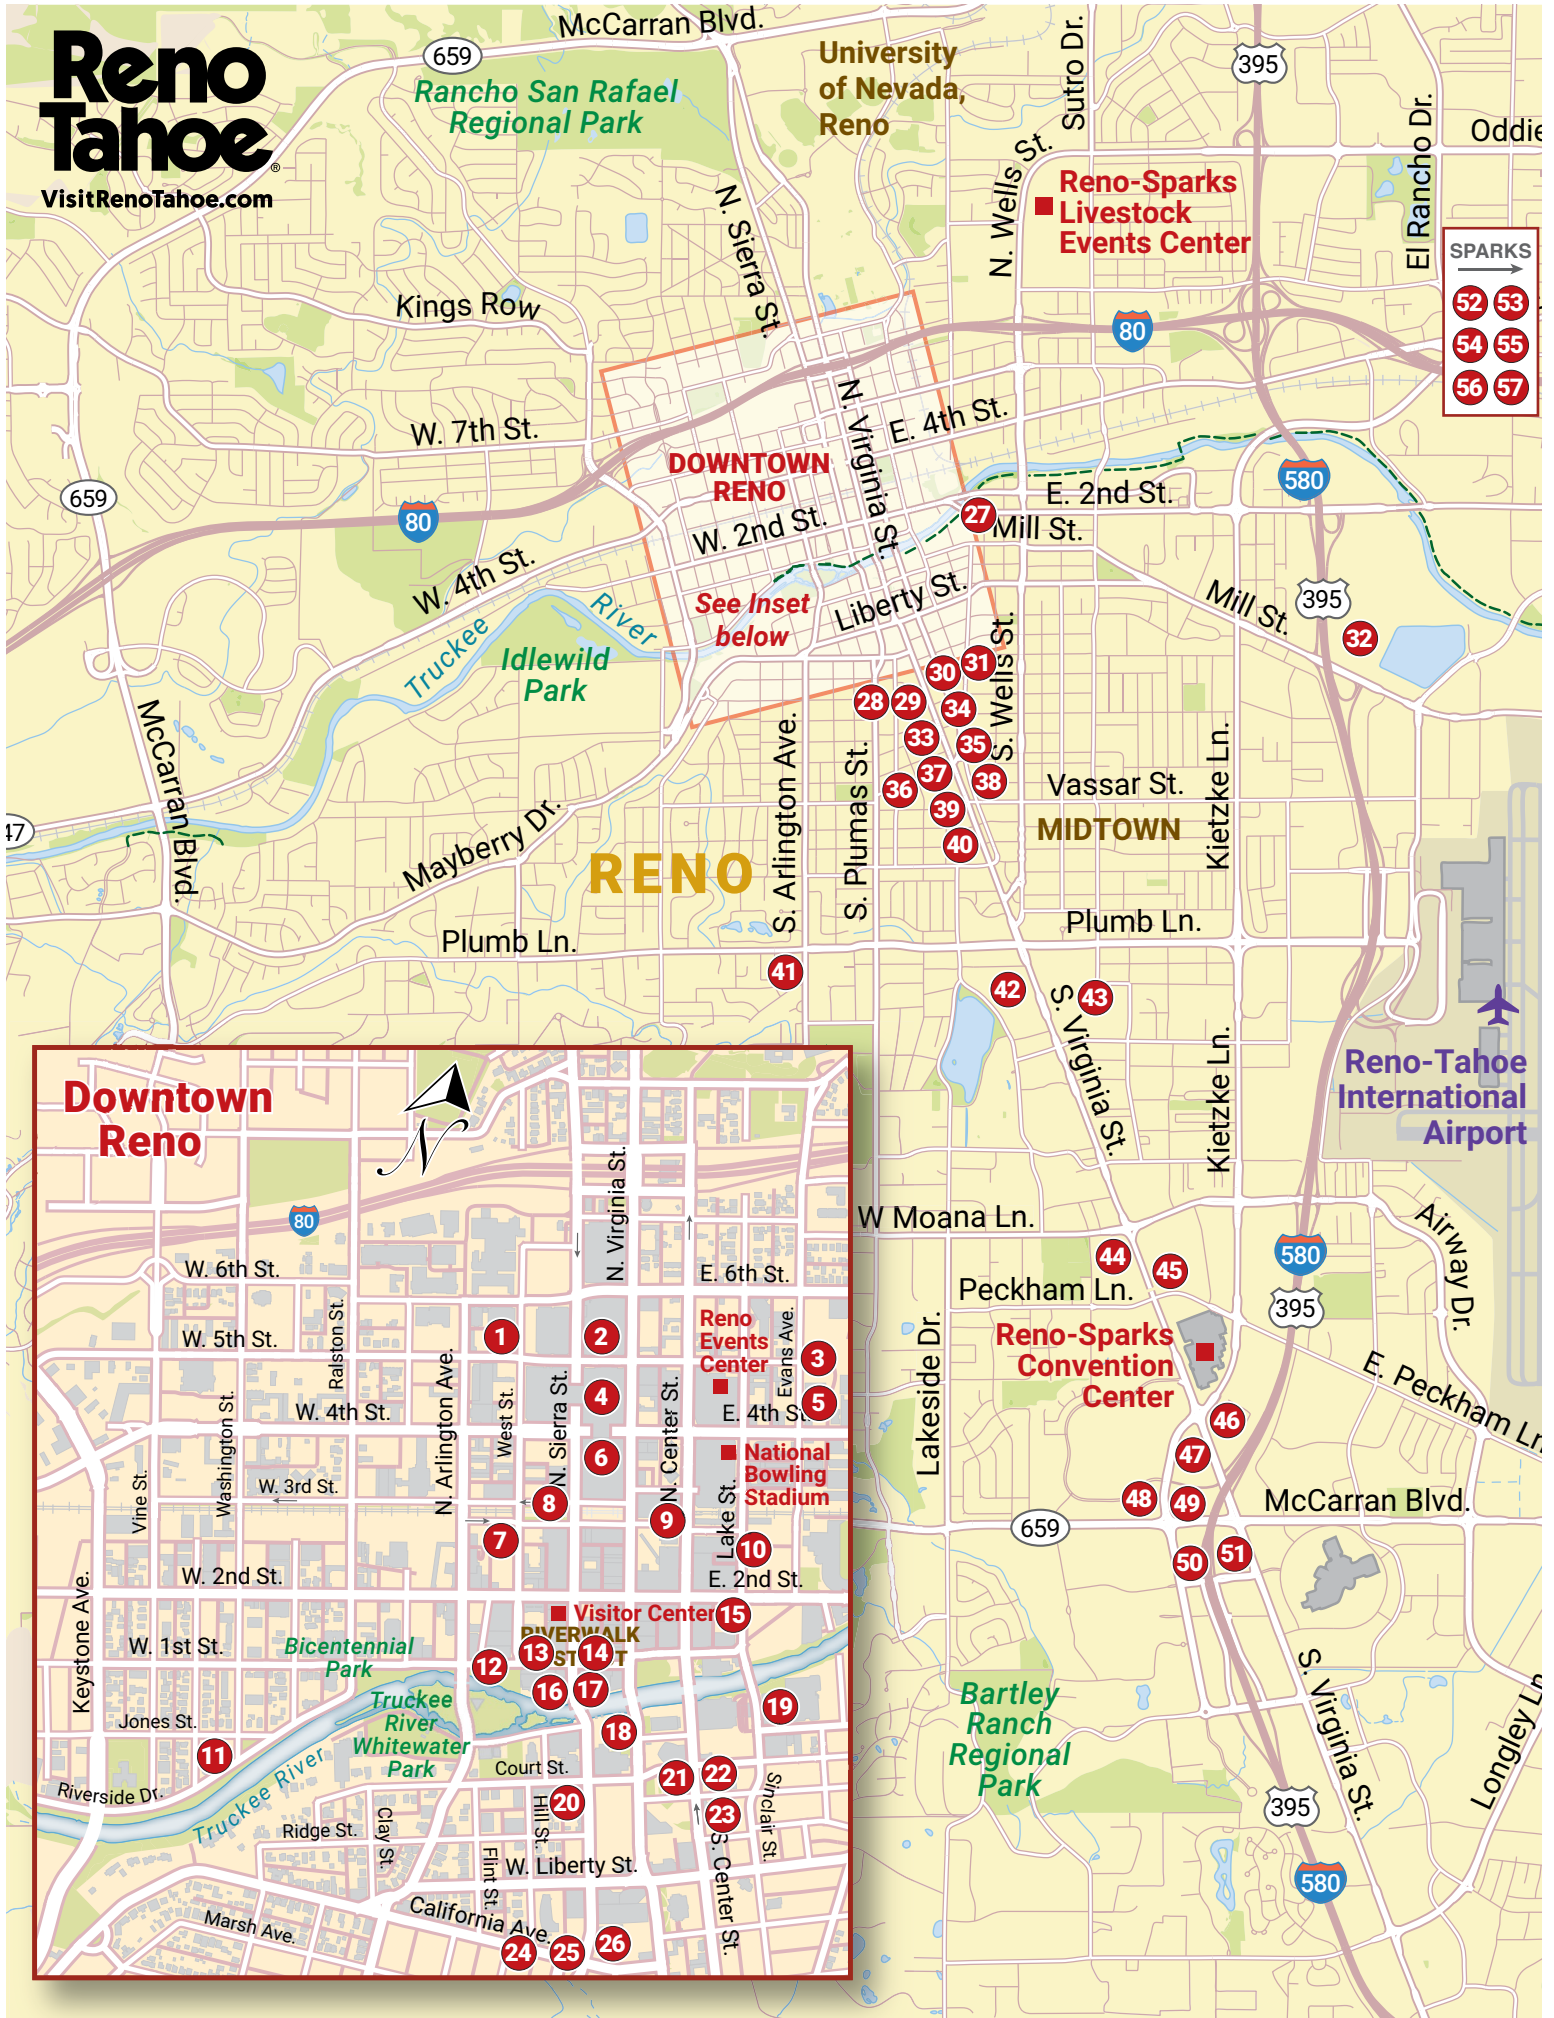 Reno
Tahoe®
VisitRenoTahoe.com
McCarran Blvd.
659
Rancho San Rafael
Regional Park
University
of Nevada,
Reno
Sutro Dr.
395
El Rancho Dr.
Oddie
N. Wells St.
Reno-Sparks
Livestock
Events Center
N. Sierra St.
SPARKS
52 53
54 55
56 57
Kings Row
80
W. 7th St.
N. Virginia St.
E. 4th St.
DOWNTOWN
RENO
659
80
W. 2nd St.
27
E. 2nd St.
Mill St.
580
W. 4th St.
Truckee
River
See Inset
below
Liberty St.
Mill St.
395
32
Idlewild
Park
S. Wells St.
30
31
28
29
34
33
35
37
36
38
39
40
McCarran Blvd.
S. Arlington Ave.
S. Plumas St.
Vassar St.
MIDTOWN
Kietzke Ln.
47
Mayberry Dr.
RENO
Plumb Ln.
Plumb Ln.
41
42
43
S. Virginia St.
Kietzke Ln.
Reno-Tahoe
International
Airport
W Moana Ln.
44
45
Peckham Ln.
580
395
Airway Dr.
Lakeside Dr.
Reno-Sparks
Convention
Center
E. Peckham Ln.
46
47
48
49
McCarran Blvd.
659
50
51
Bartley
Ranch
Regional
Park
S. Virginia St.
Longley Ln
395
580
Downtown
Reno
N
80
N. Virginia St.
W. 6th St.
E. 6th St.
Ralston St.
W. 5th St.
1
2
Reno
Events
Center
Evans Ave.
3
N. Arlington Ave.
West St.
N. Sierra St.
4
N. Center St.
5
Washington St.
W. 4th St.
E. 4th St.
6
National
Bowling
Stadium
Vine St.
W. 3rd St.
8
9
Lake St.
7
10
Keystone Ave.
W. 2nd St.
E. 2nd St.
Visitor Center
15
RIVERWALK
W. 1st St.
Bicentennial
Park
12
13
14
16
17
Truckee
River
Whitewater
Park
19
Jones St.
18
11
Court St.
21
22
Riverside Dr.
Truckee River
20
23
Hill St.
Sinclair St.
Ridge St.
Clay St.
Flint St.
W. Liberty St.
S. Center St.
California Ave.
Marsh Ave.
24
25
26